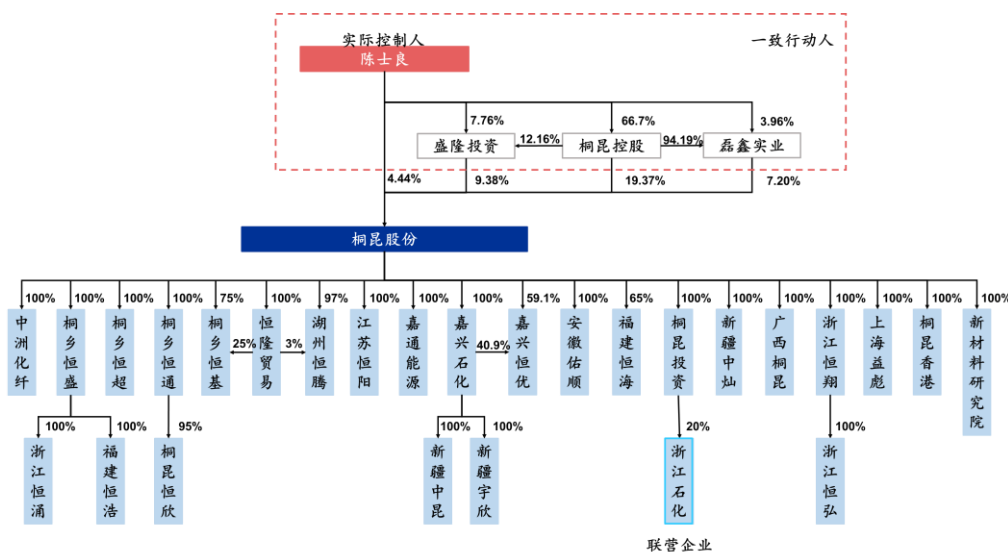 实际控制人
一致行动人
陈士良
7.76%
66.7%
3.96%
盛隆投资
12.16%
桐昆控股
94.19%
磊鑫实业
4.44%
9.38%
19.37%
7.20%
桐昆股份
100%
100%
100%
100%
75%
100%
97%
100%
100%
100%
59.1%
100%
65%
100%
100%
100%
100%
100%
100%
100%
中洲化纤
桐乡恒盛
桐乡恒超
桐乡恒通
桐乡恒基
25%
恒隆贸易
3%
湖州恒腾
江苏恒阳
嘉通能源
嘉兴石化
40.9%
嘉兴恒优
安徽佑顺
福建恒海
桐昆投资
新疆中灿
广西桐昆
浙江恒翔
上海益彪
桐昆香港
新材料研究院
100%
100%
95%
100%
100%
20%
100%
浙江恒涌
福建恒浩
桐昆恒欣
新疆中昆
新疆宇欣
浙江石化
浙江恒弘
联营企业